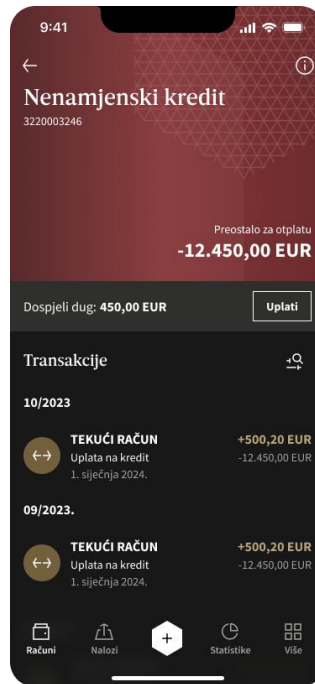 9:41
Nenamjenski kredit
3220003246
Preostalo za otplatu
-12.450,00 EUR
Dospjeli dug: 450,00 EUR
Uplati
Transakcije
10/2023
TEKUĆI RAČUN +500,20 EUR
Uplata na kredit -12.450,00 EUR
1. siječnja 2024.
09/2023.
TEKUĆI RAČUN +500,20 EUR
Uplata na kredit -12.450,00 EUR
1. siječnja 2024.
Računi Nalozi + Statistike Više